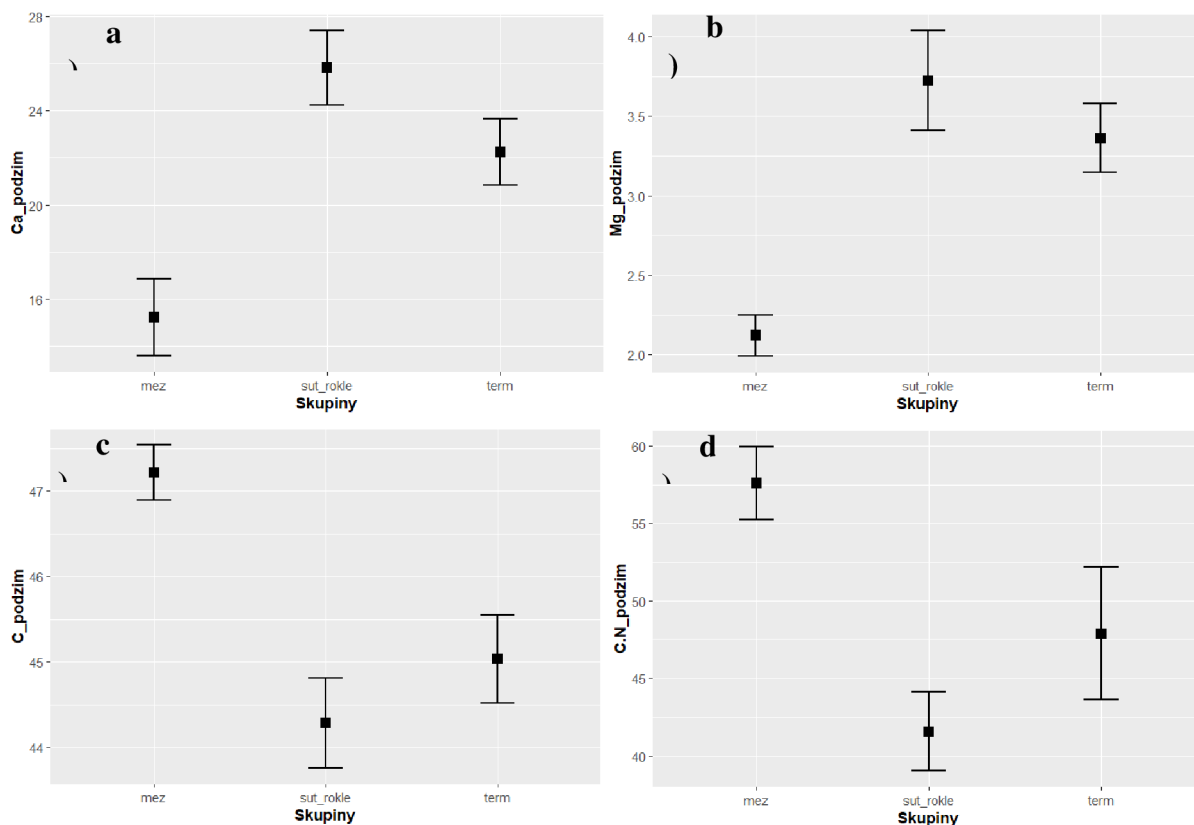 a
)
28
24
20
16
Ca_podzim
mez sut_rokle term
Skupiny
b
)
4.0
3.5
3.0
2.5
2.0
Mg_podzim
mez sut_rokle term
Skupiny
c
)
47
46
45
44
C_podzim
mez sut_rokle term
Skupiny
d
)
60
55
50
45
40
C.N_podzim
mez sut_rokle term
Skupiny